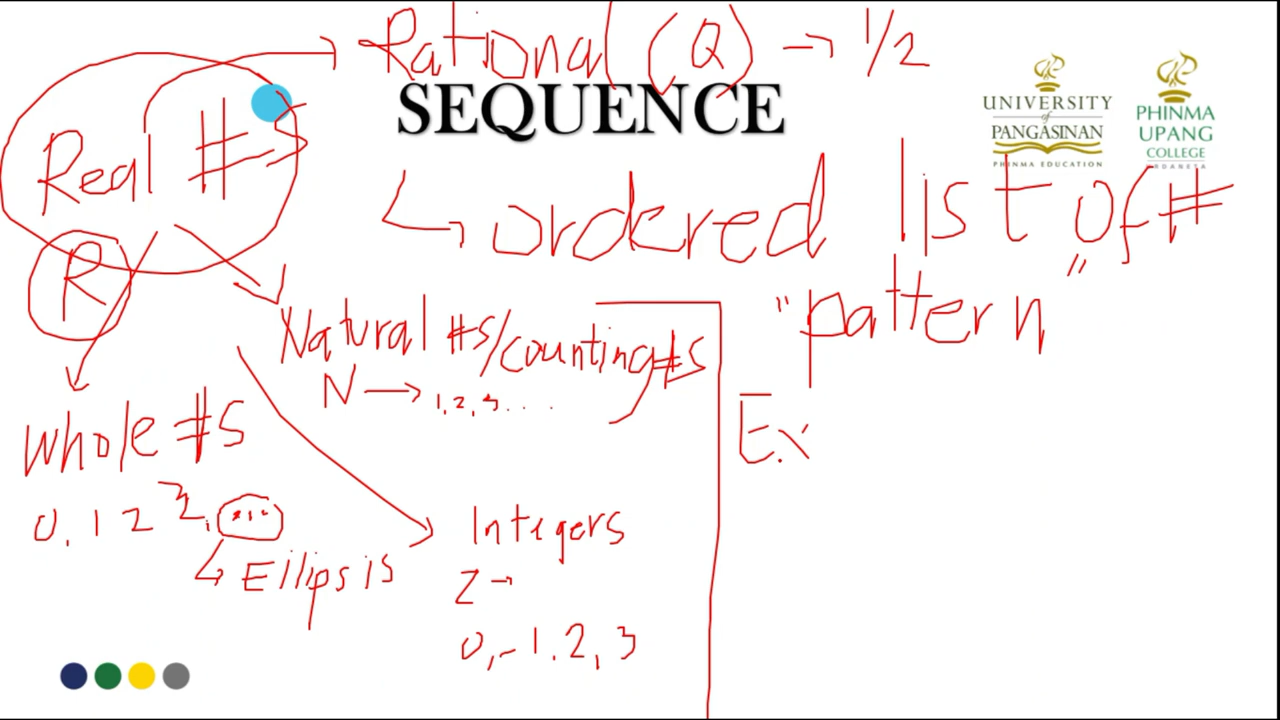 Rational (Q) → 1/2
SEQUENCE
UNIVERSITY
of
PANGASINAN
PHINMA EDUCATION
PHINMA
UPANG
COLLEGE
URDANETA
Real #s
R
ordered list of #
"pattern"
Natural #s/counting #s
N → 1, 2, 3 . . . .
Ex
Whole #s
0, 1 2 3, ...
Ellipsis
Integers
Z →
0, -1, 2, 3